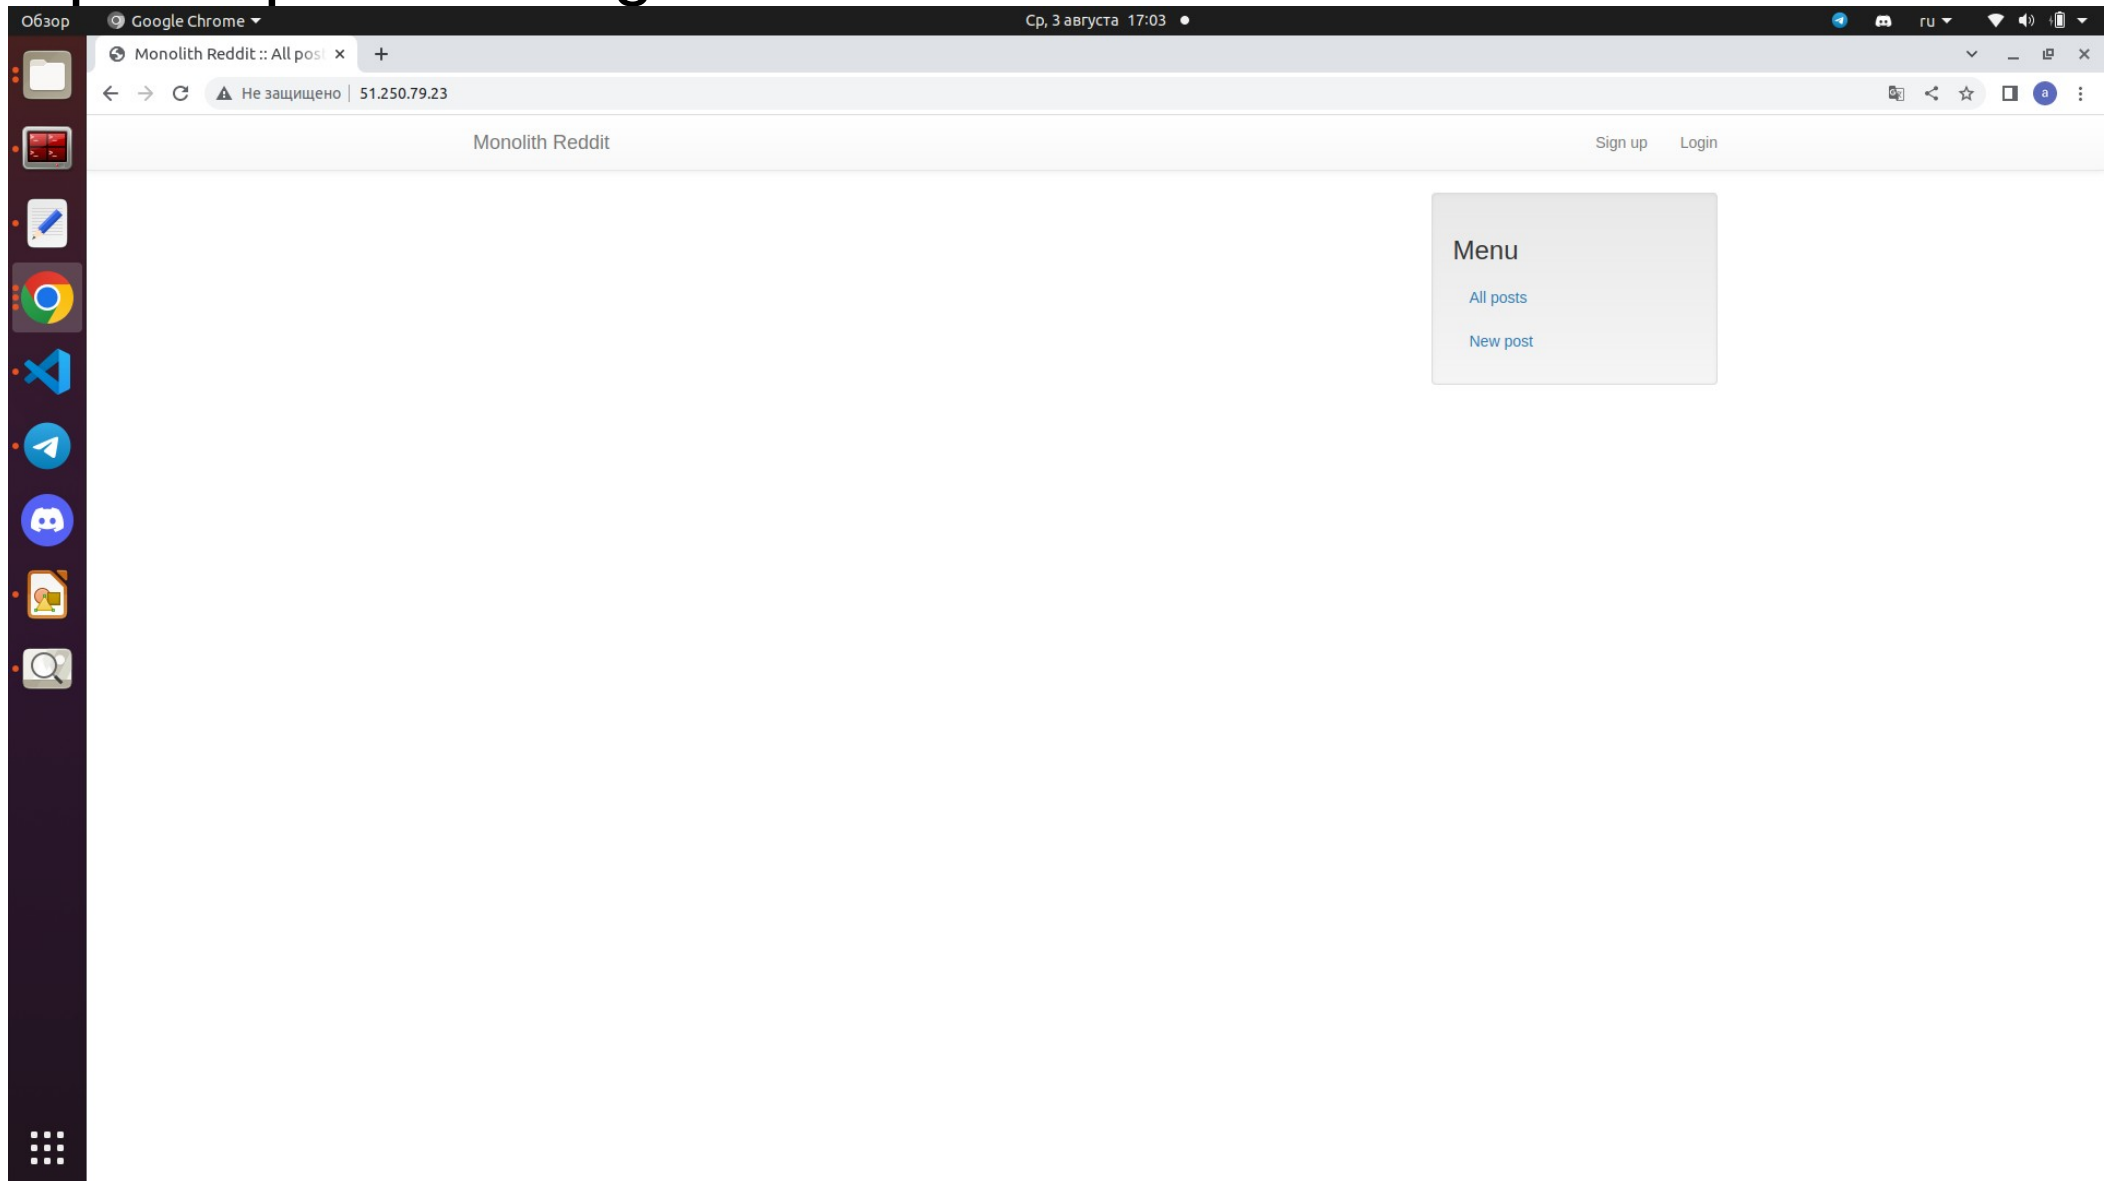 Обзор Google Chrome Ср, 3 августа 17:03 ru
Monolith Reddit :: All post
Не защищено 51.250.79.23 a
Monolith Reddit Sign up Login
Menu
All posts
New post